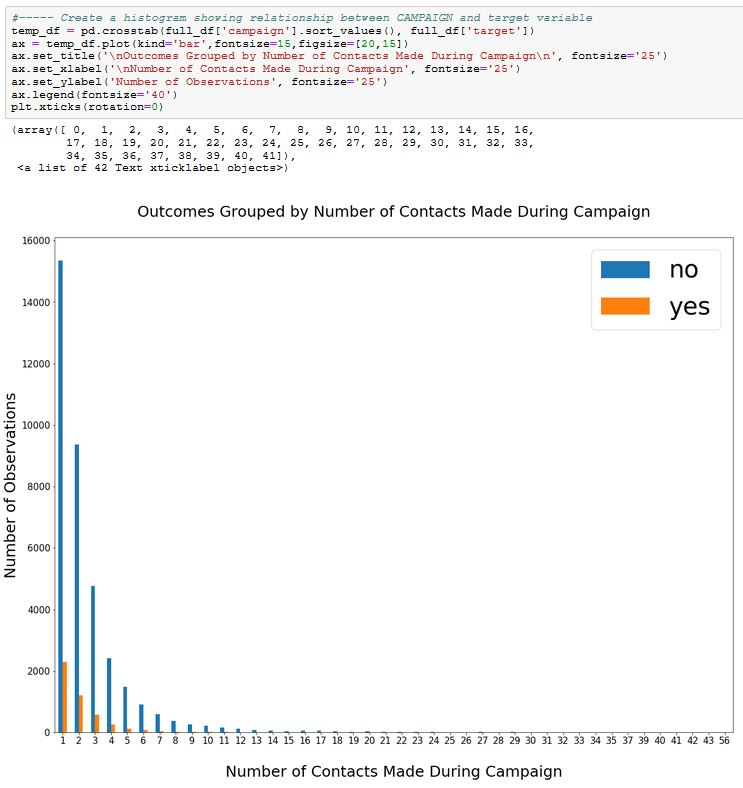 #----- Create a histogram showing relationship between CAMPAIGN and target variable
temp_df = pd.crosstab(full_df['campaign'].sort_values(), full_df['target'])
ax = temp_df.plot(kind='bar',fontsize=15,figsize=[20,15])
ax.set_title('\nOutcomes Grouped by Number of Contacts Made During Campaign\n', fontsize='25')
ax.set_xlabel('\nNumber of Contacts Made During Campaign', fontsize='25')
ax.set_ylabel('Number of Observations', fontsize='25')
ax.legend(fontsize='40')
plt.xticks(rotation=0)
(array([ 0, 1, 2, 3, 4, 5, 6, 7, 8, 9, 10, 11, 12, 13, 14, 15, 16,
17, 18, 19, 20, 21, 22, 23, 24, 25, 26, 27, 28, 29, 30, 31, 32, 33,
34, 35, 36, 37, 38, 39, 40, 41]),
<a list of 42 Text xticklabel objects>)
Outcomes Grouped by Number of Contacts Made During Campaign
16000
no
yes
14000
12000
10000
Number of Observations
8000
6000
4000
2000
0
1 2 3 4 5 6 7 8 9 10 11 12 13 14 15 16 17 18 19 20 21 22 23 24 25 26 27 28 29 30 31 32 33 34 35 37 39 40 41 42 43 56
Number of Contacts Made During Campaign